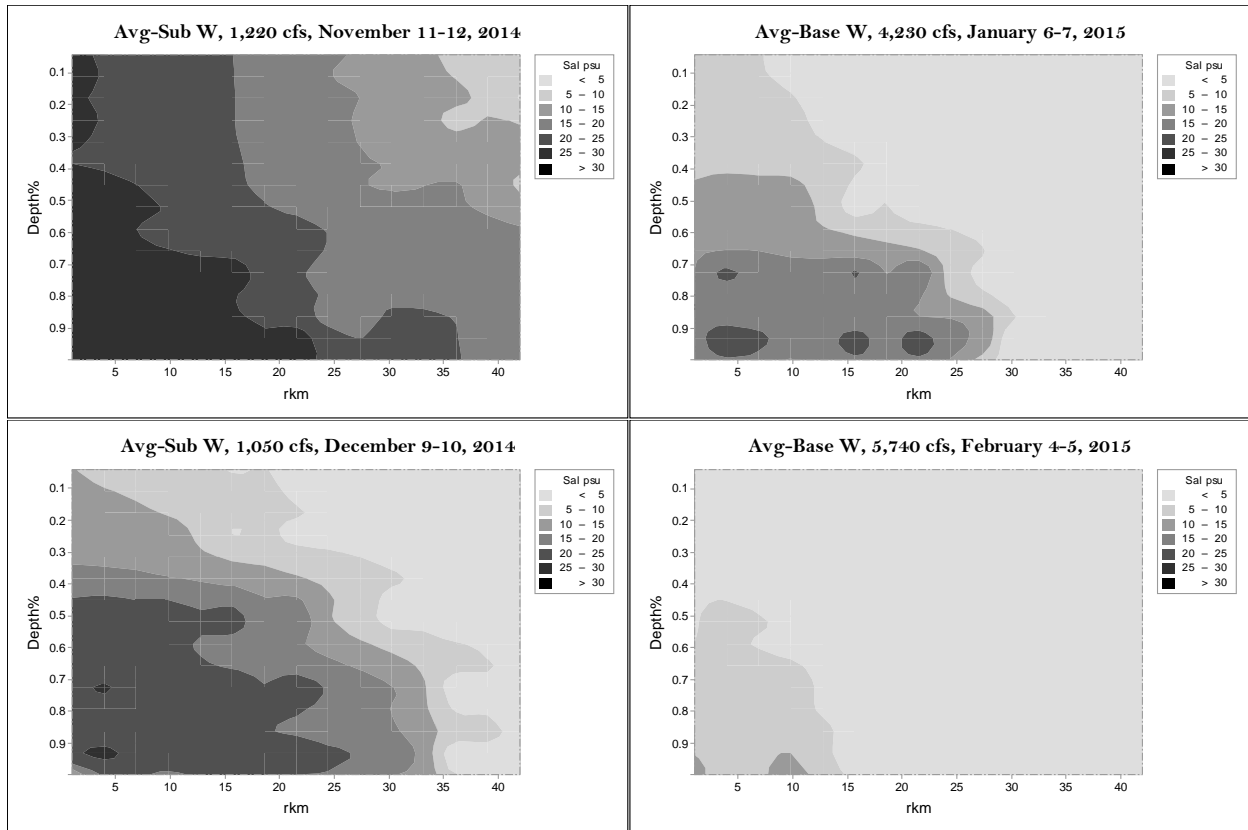 Avg-Sub W, 1,220 cfs, November 11-12, 2014
Sal psu
< 5
5 – 10
10 – 15
15 – 20
20 – 25
25 – 30
> 30
Depth%
0.1
0.2
0.3
0.4
0.5
0.6
0.7
0.8
0.9
5 10 15 20 25 30 35 40
rkm
Avg-Base W, 4,230 cfs, January 6-7, 2015
Sal psu
< 5
5 – 10
10 – 15
15 – 20
20 – 25
25 – 30
> 30
Depth%
0.1
0.2
0.3
0.4
0.5
0.6
0.7
0.8
0.9
5 10 15 20 25 30 35 40
rkm
Avg-Sub W, 1,050 cfs, December 9-10, 2014
Sal psu
< 5
5 – 10
10 – 15
15 – 20
20 – 25
25 – 30
> 30
Depth%
0.1
0.2
0.3
0.4
0.5
0.6
0.7
0.8
0.9
5 10 15 20 25 30 35 40
rkm
Avg-Base W, 5,740 cfs, February 4-5, 2015
Sal psu
< 5
5 – 10
10 – 15
15 – 20
20 – 25
25 – 30
> 30
Depth%
0.1
0.2
0.3
0.4
0.5
0.6
0.7
0.8
0.9
5 10 15 20 25 30 35 40
rkm